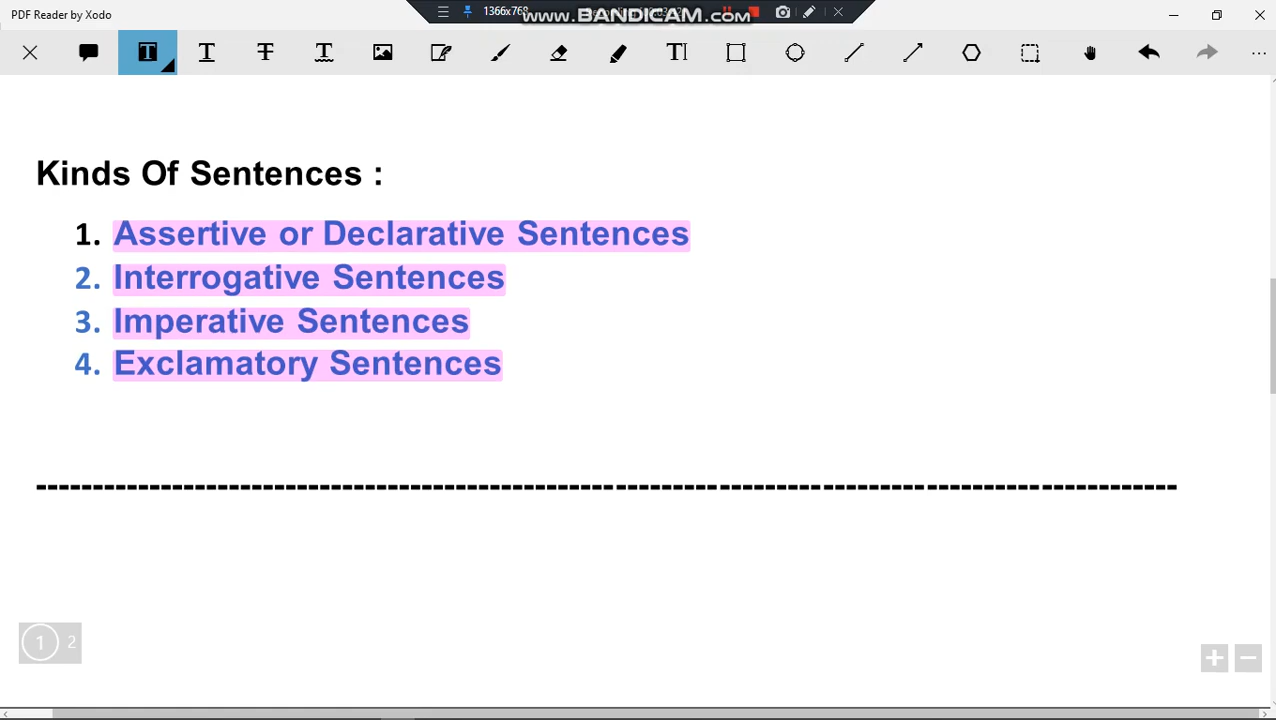 PDF Reader by Xodo
1366x768
www.BANDICAM.com
Kinds Of Sentences :
1. Assertive or Declarative Sentences
2. Interrogative Sentences
3. Imperative Sentences
4. Exclamatory Sentences
--------------------------------------------------------------------------------------------------
1 2